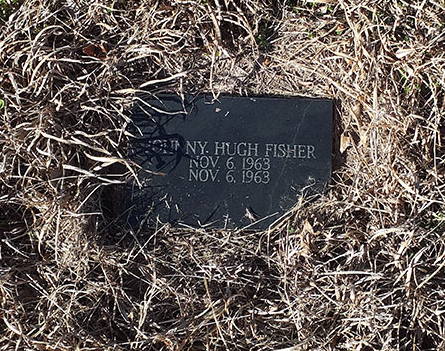 HUGH FISHER
NOV. 6, 1963
NOV. 6, 1963